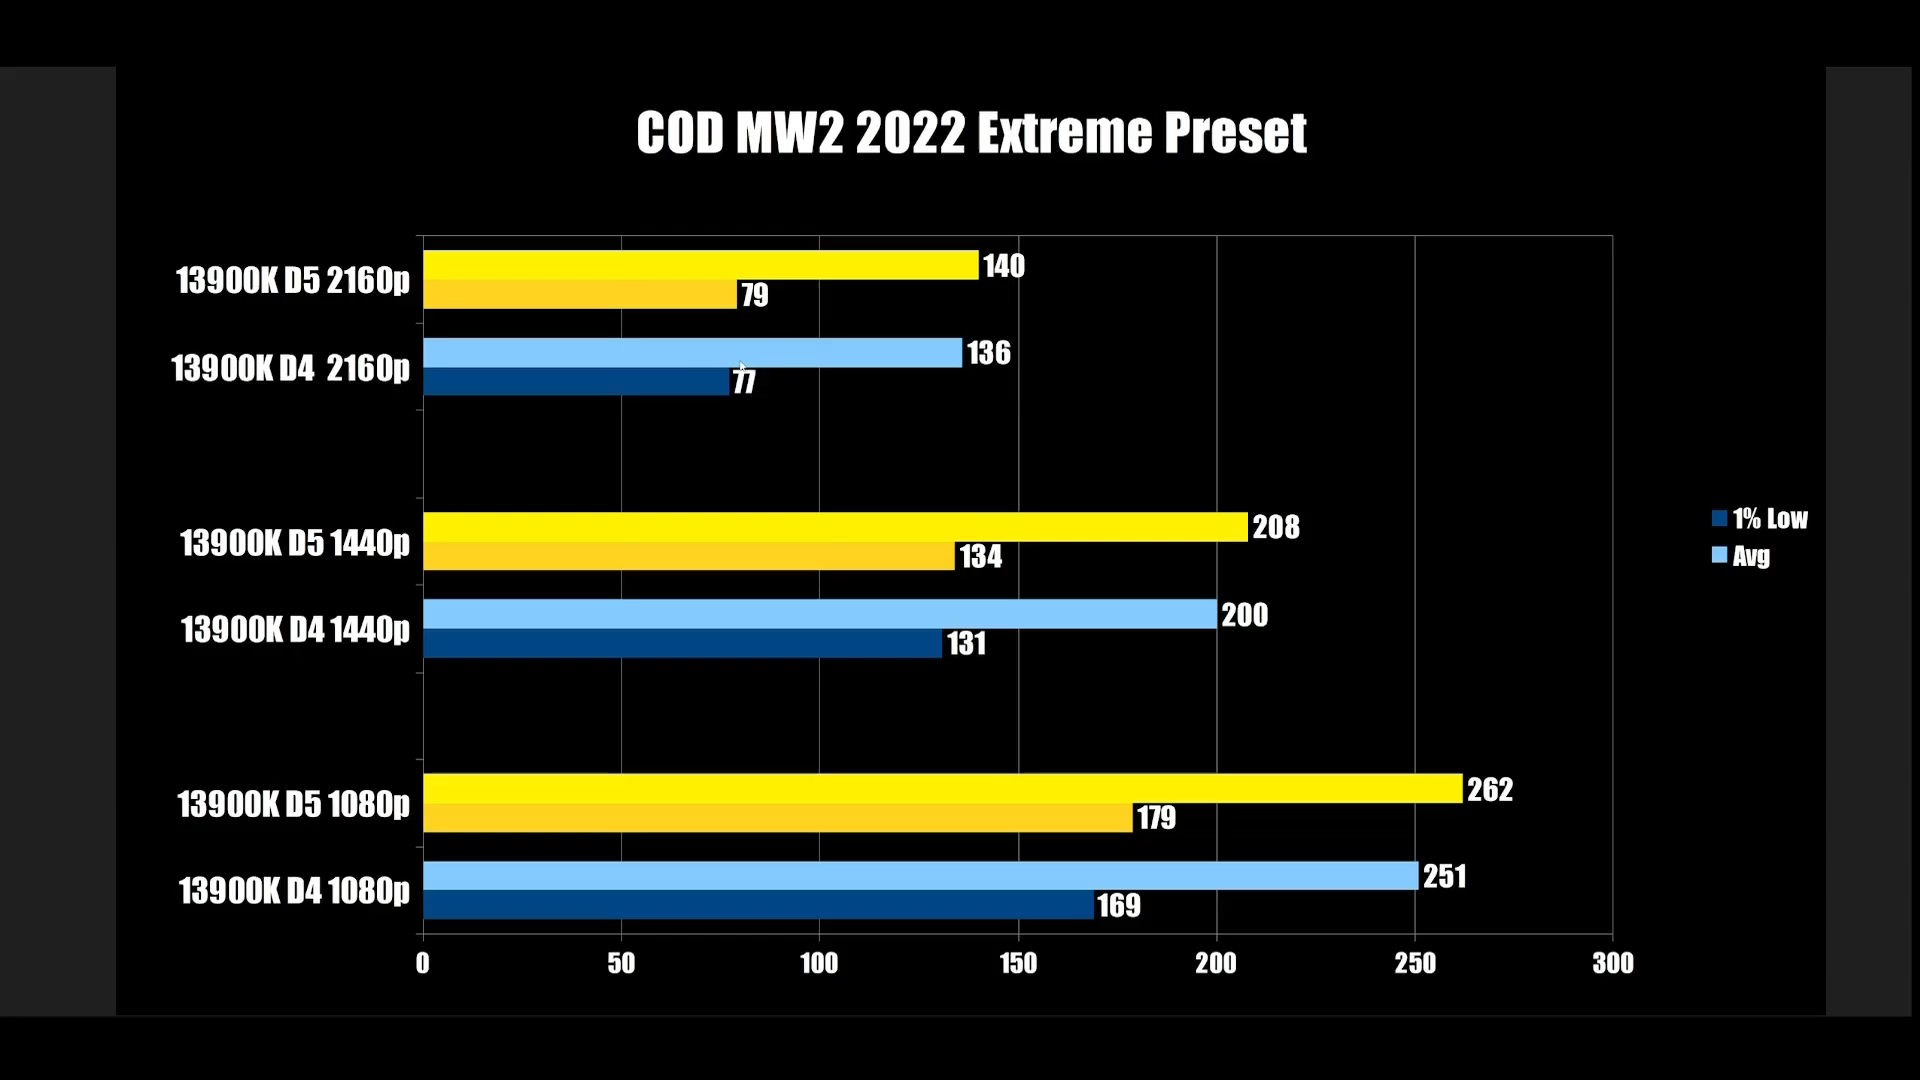 COD MW2 2022 Extreme Preset
13900K D5 2160p
140
79
13900K D4 2160p
136
77
13900K D5 1440p
208
134
13900K D4 1440p
200
131
13900K D5 1080p
262
179
13900K D4 1080p
251
169
1% Low
Avg
0 50 100 150 200 250 300